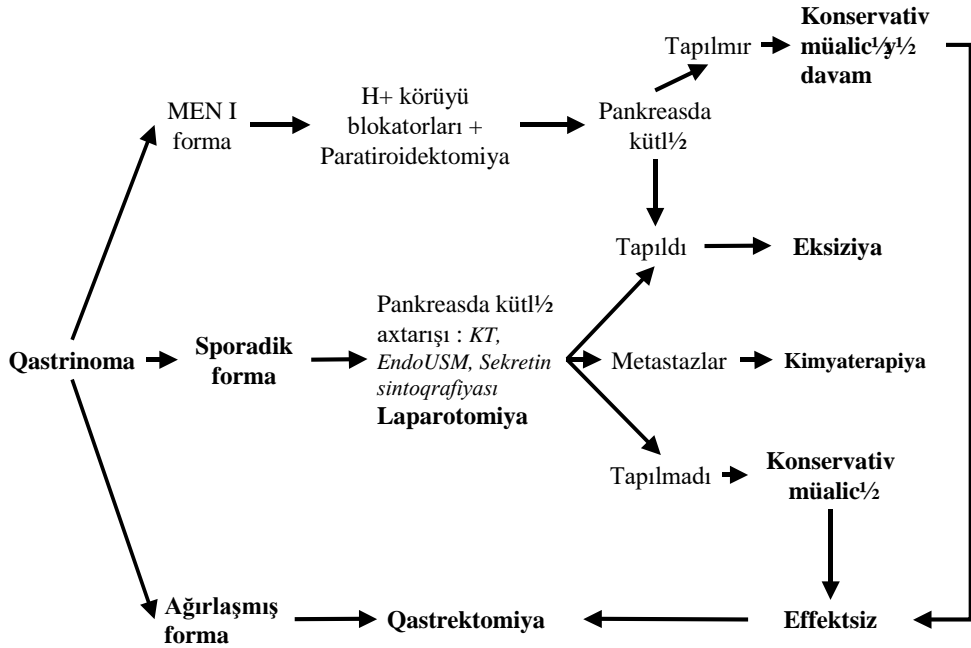 Konservativ
müalic½y½
davam
Tapılmır
MEN I
forma
H+ körüyü
blokatorları +
Paratiroidektomiya
Pankreasda
kütl½
Tapıldı
Eksiziya
Qastrinoma
Sporadik
forma
Pankreasda kütl½
axtarışı : KT,
EndoUSM, Sekretin
sintoqrafiyası
Laparotomiya
Metastazlar
Kimyaterapiya
Tapılmadı
Konservativ
müalic½
Ağırlaşmış
forma
Qastrektomiya
Effektsiz